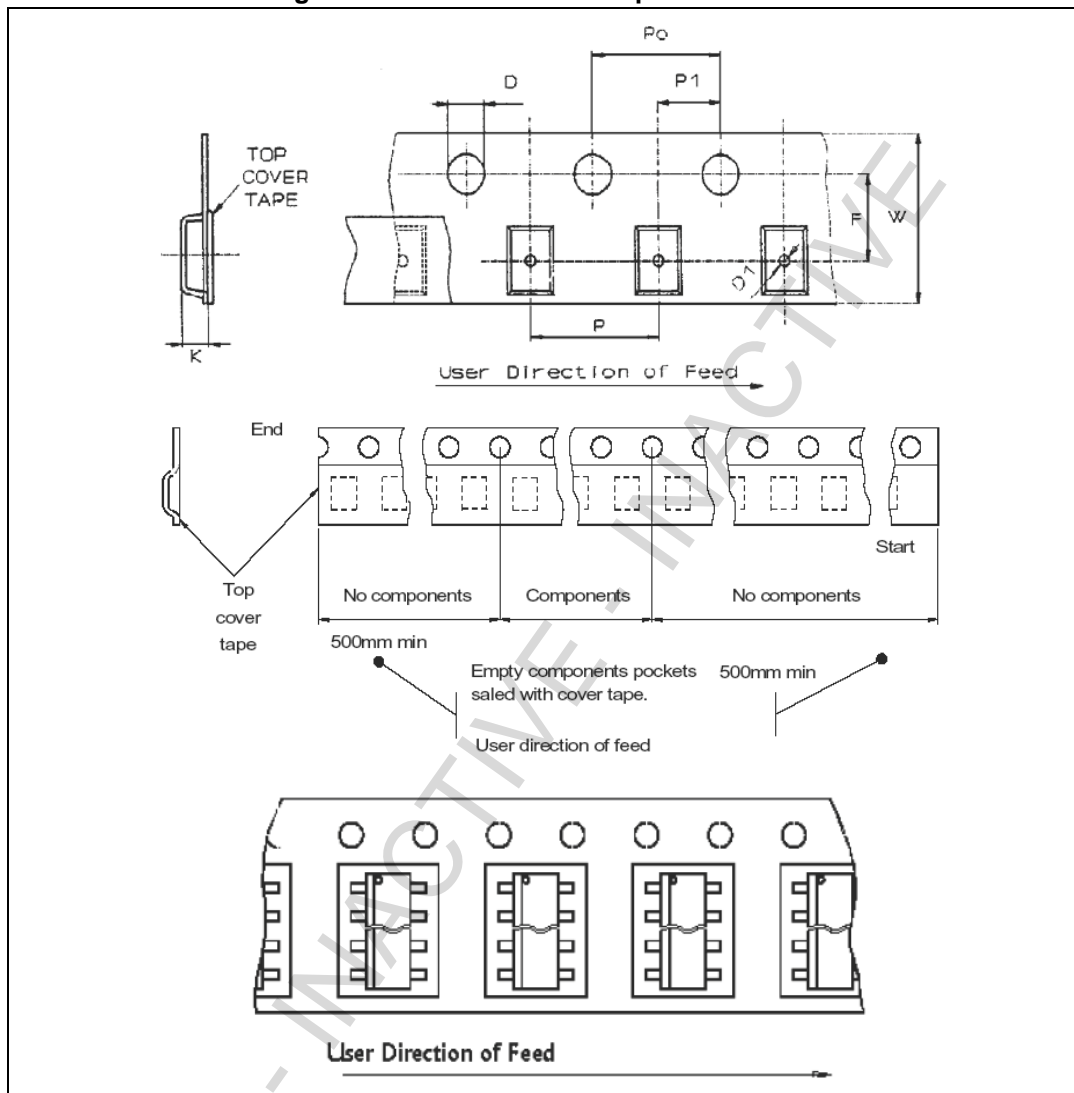 Po
D
P1
TOP
COVER
TAPE
F
W
D1
P
K
User Direction of Feed
End
Start
Top
cover
tape
No components
Components
No components
500mm min
Empty components pockets
saled with cover tape.
500mm min
User direction of feed
User Direction of Feed
- INACTIVE - INACTIVE